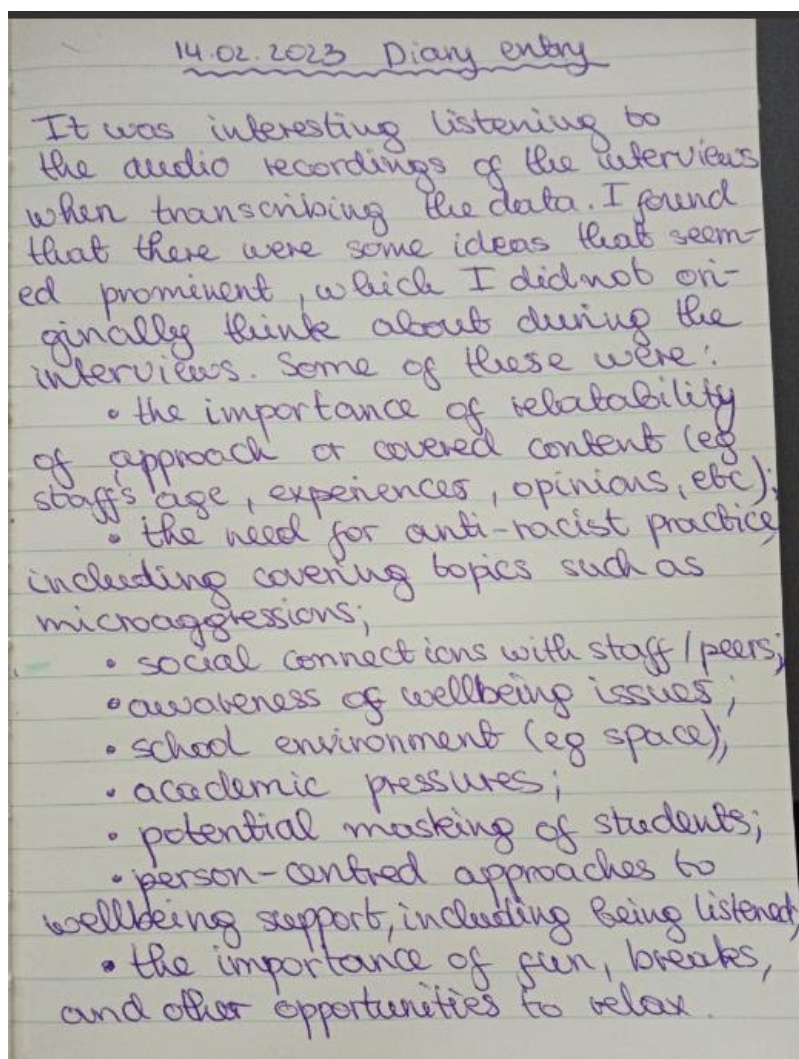 14.02.2023 Diary entry
It was interesting listening to
the audio recordings of the interviews
when transcribing the data. I found
that there were some ideas that seem-
ed prominent, which I did not ori-
ginally think about during the
interviews. Some of these were:
• the importance of relatability
of approach or covered content (eg
staff's age, experiences, opinions, etc);
• the need for anti-racist practice,
including covering topics such as
microaggressions;
• social connections with staff/peers;
• awareness of wellbeing issues;
• school environment (eg space);
• academic pressures;
• potential masking of students;
• person-centred approaches to
wellbeing support, including being listened;
• the importance of fun, breaks,
and other opportunities to relax.